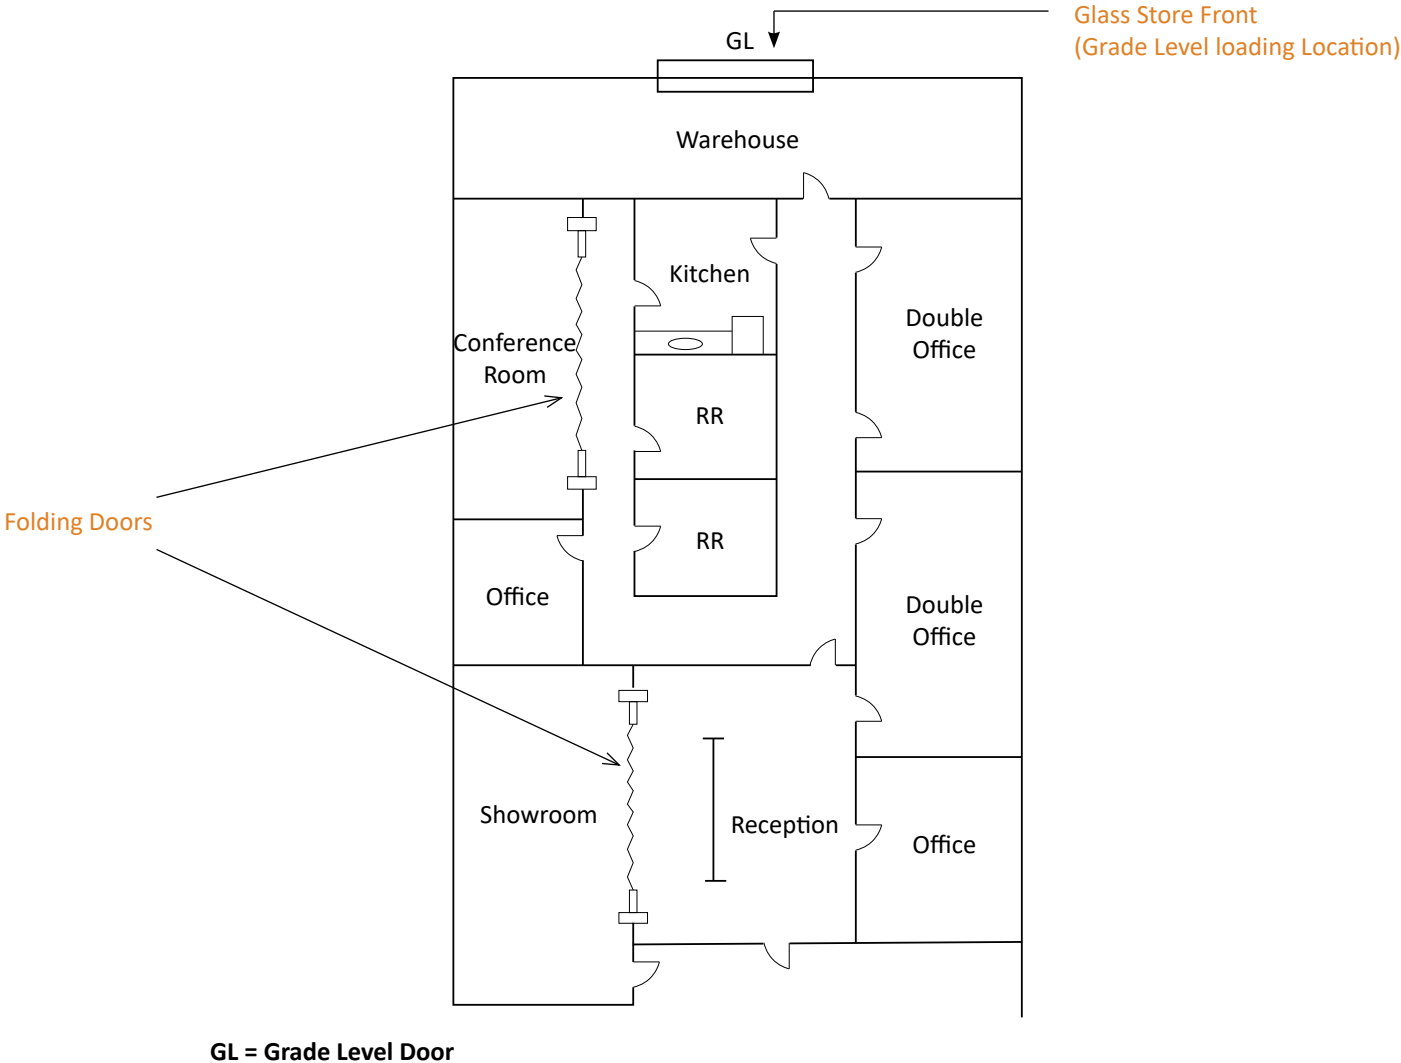 Glass Store Front
(Grade Level loading Location)
GL
Warehouse
Kitchen
Double
Office
Conference
Room
RR
Folding Doors
RR
Office
Double
Office
Showroom
Reception
Office
GL = Grade Level Door